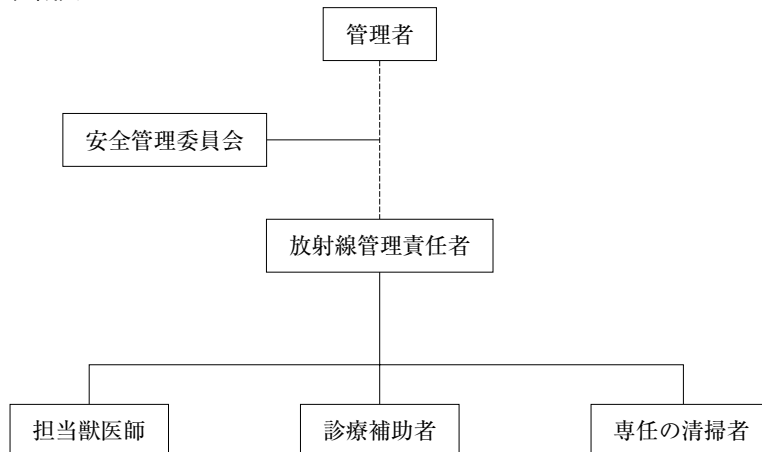 管理者
安全管理委員会
放射線管理責任者
担当獣医師
診療補助者
専任の清掃者